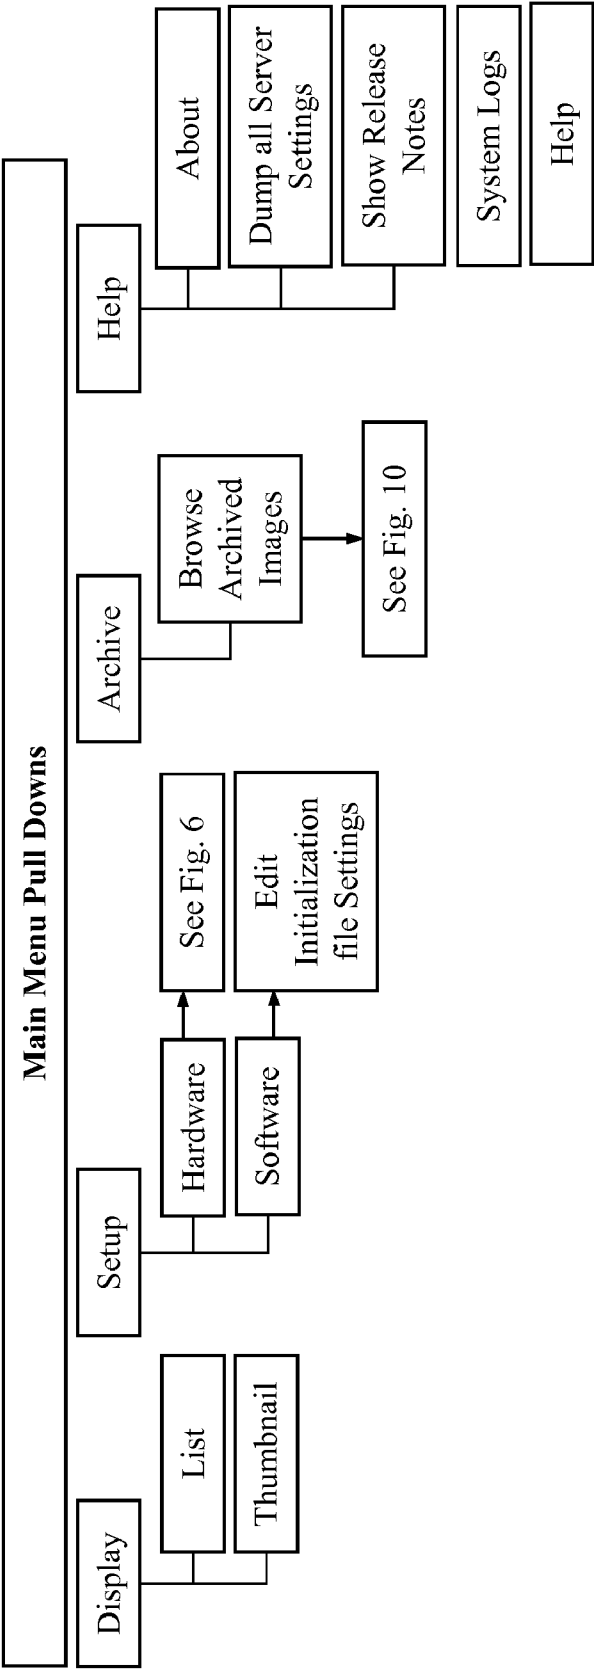 Main Menu Pull Downs
Display
List
Thumbnail
Setup
Hardware
See Fig. 6
Software
Edit
Initialization
file Settings
Archive
Browse
Archived
Images
See Fig. 10
Help
About
Dump all Server
Settings
Show Release
Notes
System Logs
Help